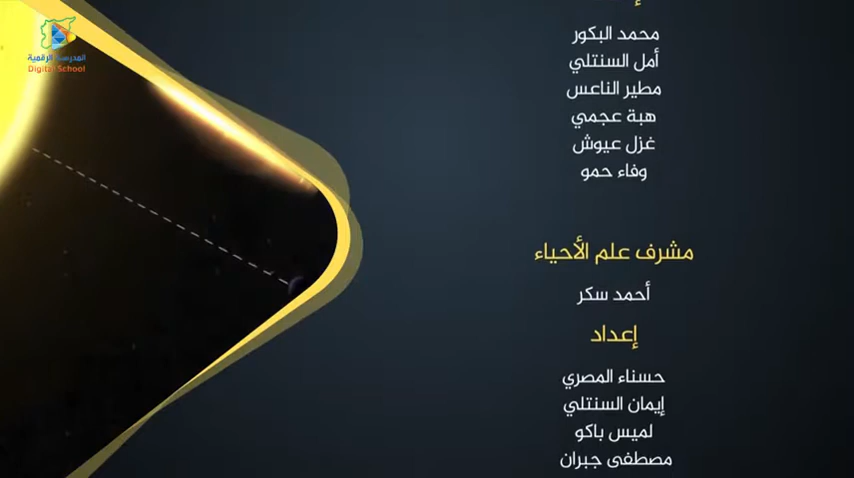 المدرسة الرقمية
Digital School
محمد البكور
أمل السنتلي
مطير الناعس
هبة عجمي
غزل عيوش
وفاء حمو
مشرف علم الأحياء
أحمد سكر
إعداد
حسناء المصري
إيمان السنتلي
لميس باكو
مصطفى جبران